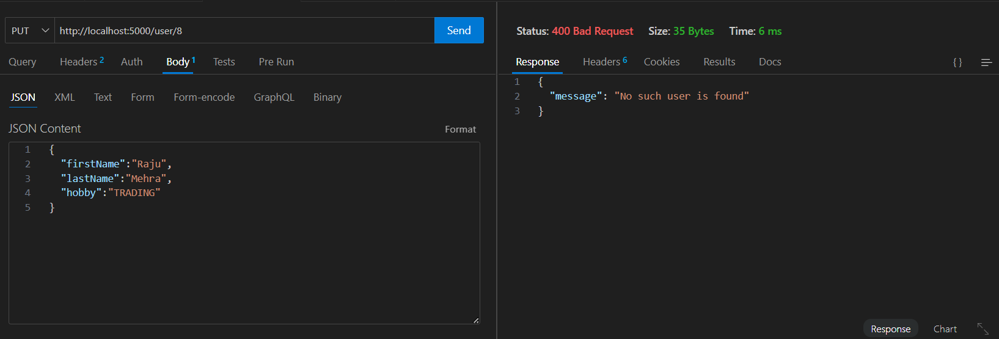 PUT http://localhost:5000/user/8 Send
Query Headers 2 Auth Body 1 Tests Pre Run
JSON XML Text Form Form-encode GraphQL Binary
JSON Content Format
1 {
2 "firstName":"Raju",
3 "lastName":"Mehra",
4 "hobby":"TRADING"
5 }
Status: 400 Bad Request Size: 35 Bytes Time: 6 ms
Response Headers 6 Cookies Results Docs { }
1 {
2 "message": "No such user is found"
3 }
Response Chart